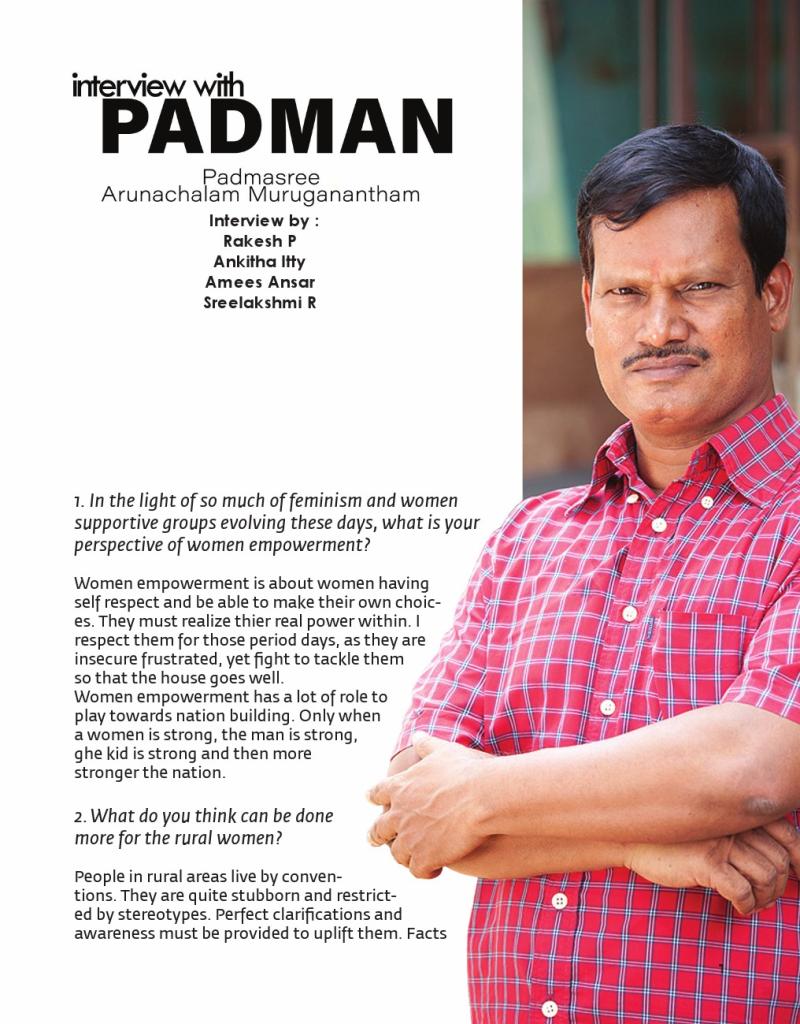 interview with
PADMAN
Padmasree
Arunachalam Muruganantham
Interview by :
Rakesh P
Ankitha Itty
Amees Ansar
Sreelakshmi R
1. In the light of so much of feminism and women
supportive groups evolving these days, what is your
perspective of women empowerment?
Women empowerment is about women having
self respect and be able to make their own choic-
es. They must realize thier real power within. I
respect them for those period days, as they are
insecure frustrated, yet fight to tackle them
so that the house goes well.
Women empowerment has a lot of role to
play towards nation building. Only when
a women is strong, the man is strong,
ghe kid is strong and then more
stronger the nation.
2. What do you think can be done
more for the rural women?
People in rural areas live by conven-
tions. They are quite stubborn and restrict-
ed by stereotypes. Perfect clarifications and
awareness must be provided to uplift them. Facts